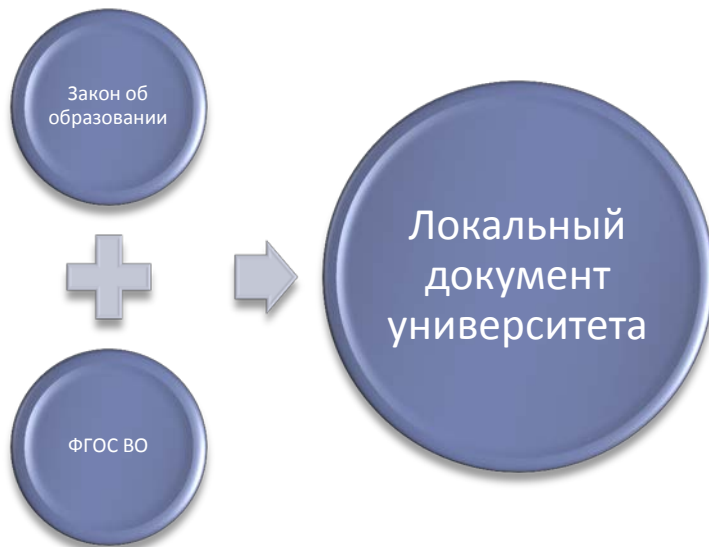 Закон об
образовании
ФГОС ВО
Локальный
документ
университета